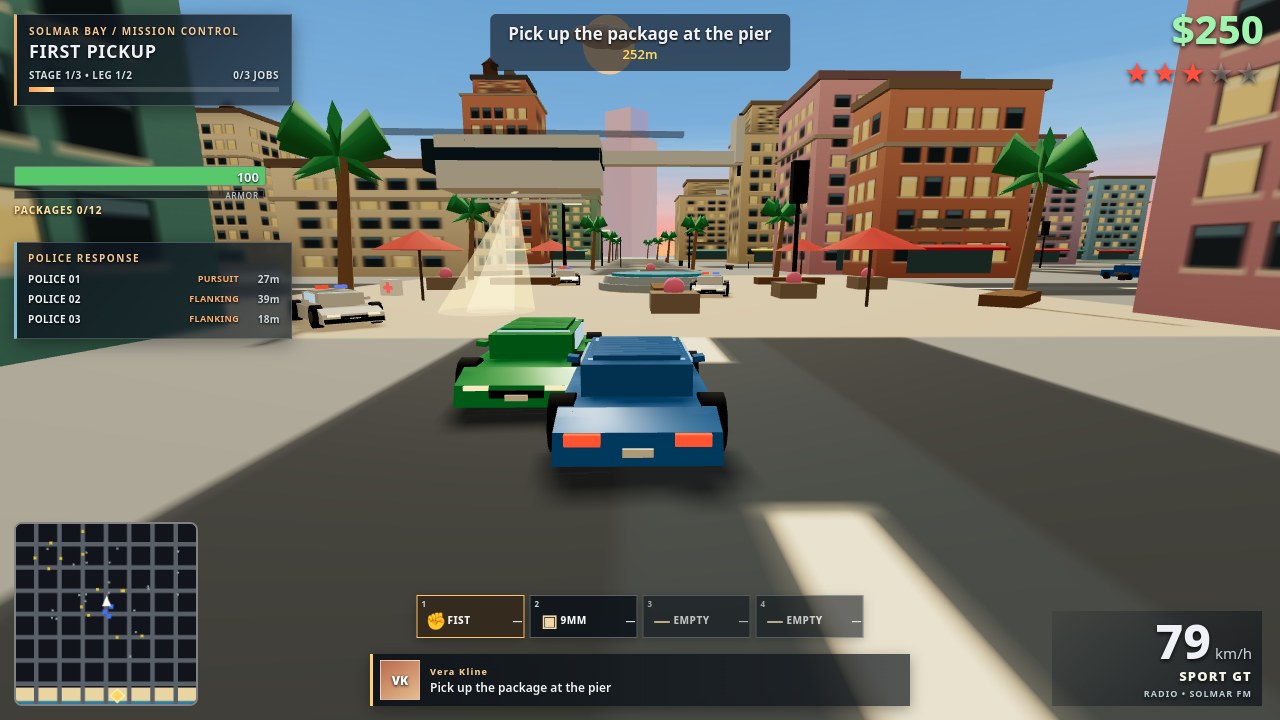 SOLMAR BAY / MISSION CONTROL
FIRST PICKUP
STAGE 1/3 • LEG 1/2 0/3 JOBS
Pick up the package at the pier
252m
$250
100
ARMOR
PACKAGES 0/12
POLICE RESPONSE
POLICE 01 PURSUIT 27m
POLICE 02 FLANKING 39m
POLICE 03 FLANKING 18m
1 FIST —
2 9MM —
3 — EMPTY —
4 — EMPTY —
VK
Vera Kline
Pick up the package at the pier
79 km/h
SPORT GT
RADIO • SOLMAR FM